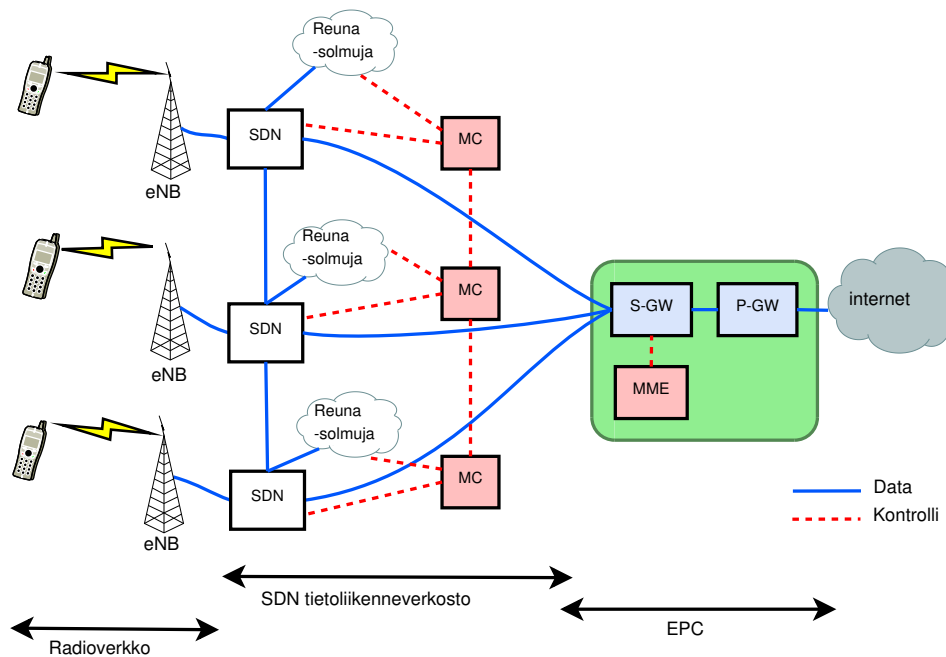 Reuna
-solmuja
SDN
MC
eNB
Reuna
-solmuja
SDN
MC
eNB
S-GW
P-GW
internet
MME
Reuna
-solmuja
SDN
MC
eNB
Data
Kontrolli
SDN tietoliikenneverkosto
EPC
Radioverkko